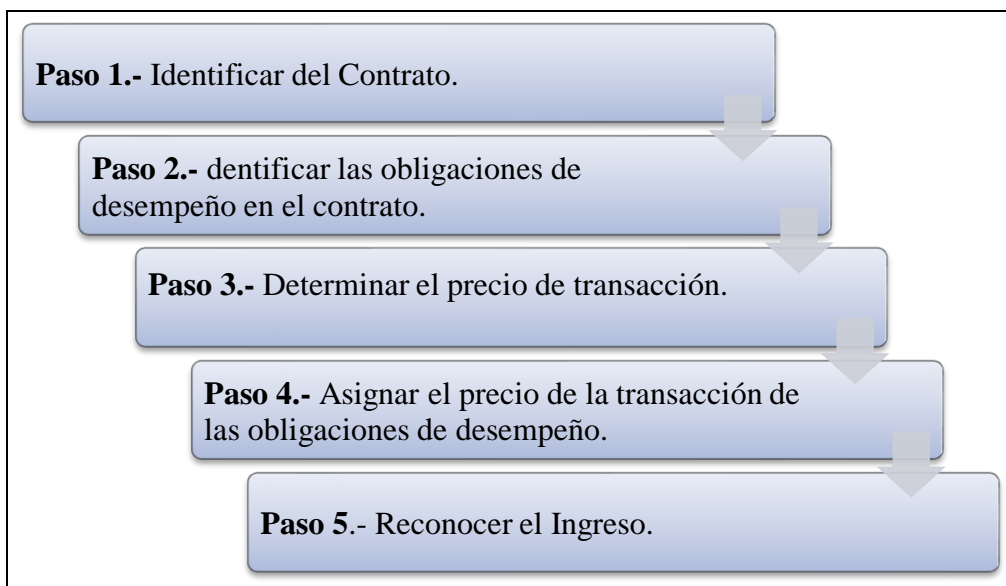 Paso 1.- Identificar del Contrato.
Paso 2.- dentificar las obligaciones de
desempeño en el contrato.
Paso 3.- Determinar el precio de transacción.
Paso 4.- Asignar el precio de la transacción de
las obligaciones de desempeño.
Paso 5.- Reconocer el Ingreso.